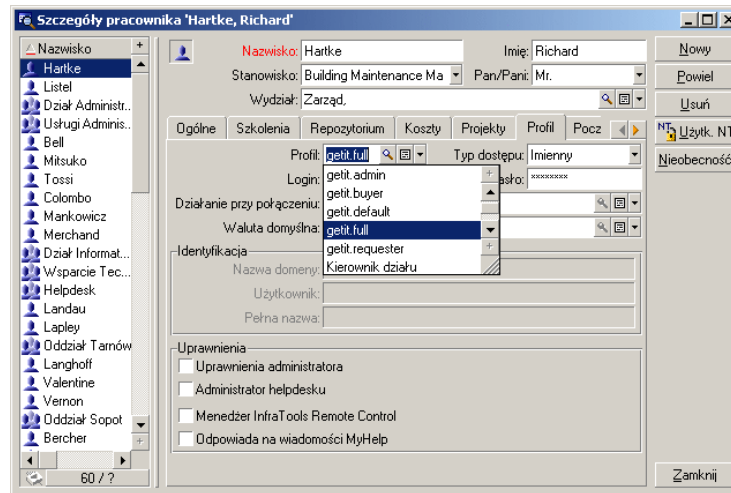 Szczegóły pracownika 'Hartke, Richard'
Nazwisko +
Hartke
Listel
Dział Administr..
Usługi Adminis..
Bell
Mitsuko
Tossi
Colombo
Mankowicz
Merchand
Dział Informat...
Wsparcie Tec...
Helpdesk
Landau
Lapley
Oddział Tarnów
Langhoff
Valentine
Vernon
Oddział Sopot
Bercher
60 / ?
Nazwisko: Hartke Imię: Richard
Stanowisko: Building Maintenance Ma Pan/Pani: Mr.
Wydział: Zarząd,
Ogólne Szkolenia Repozytorium Koszty Projekty Profil Pocz
Profil: getit.full Typ dostępu: Imienny
Login: asło: xxxxxxxx
Działanie przy połączeniu:
Waluta domyślna:
getit.admin
getit.buyer
getit.default
getit.full
getit.requester
Kierownik działu
Identyfikacja
Nazwa domeny:
Użytkownik:
Pełna nazwa:
Uprawnienia
Uprawnienia administratora
Administrator helpdesku
Menedżer InfraTools Remote Control
Odpowiada na wiadomości MyHelp
Nowy
Powiel
Usuń
NT Użytk. NT
Nieobecność
Zamknij